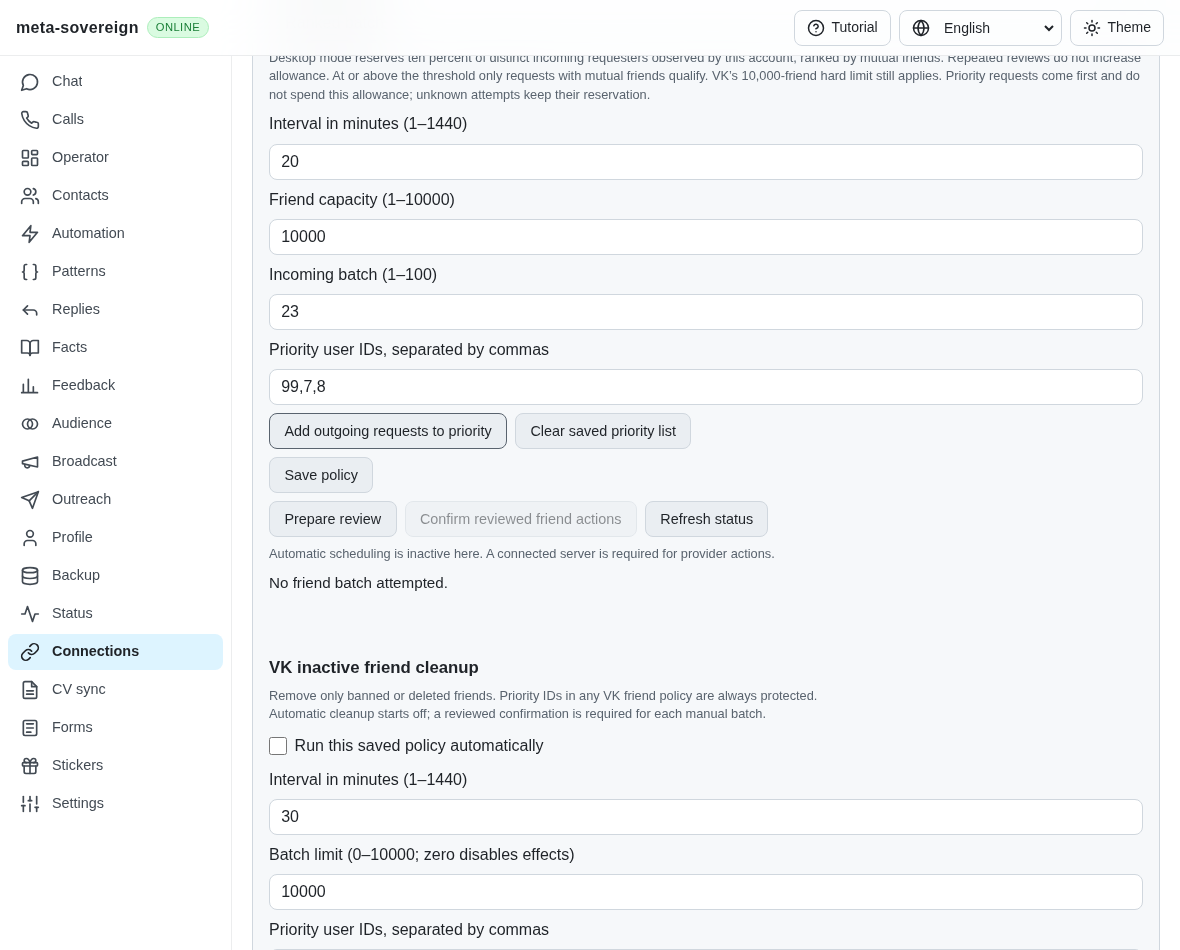 meta-sovereign ONLINE
Tutorial
English
Theme
Chat
Calls
Operator
Contacts
Automation
Patterns
Replies
Facts
Feedback
Audience
Broadcast
Outreach
Profile
Backup
Status
Connections
CV sync
Forms
Stickers
Settings
Desktop mode reserves ten percent of distinct incoming requesters observed by this account, ranked by mutual friends. Repeated reviews do not increase
allowance. At or above the threshold only requests with mutual friends qualify. VK's 10,000-friend hard limit still applies. Priority requests come first and do
not spend this allowance; unknown attempts keep their reservation.
Interval in minutes (1–1440)
20
Friend capacity (1–10000)
10000
Incoming batch (1–100)
23
Priority user IDs, separated by commas
99,7,8
Add outgoing requests to priority
Clear saved priority list
Save policy
Prepare review
Confirm reviewed friend actions
Refresh status
Automatic scheduling is inactive here. A connected server is required for provider actions.
No friend batch attempted.
VK inactive friend cleanup
Remove only banned or deleted friends. Priority IDs in any VK friend policy are always protected.
Automatic cleanup starts off; a reviewed confirmation is required for each manual batch.
Run this saved policy automatically
Interval in minutes (1–1440)
30
Batch limit (0–10000; zero disables effects)
10000
Priority user IDs, separated by commas